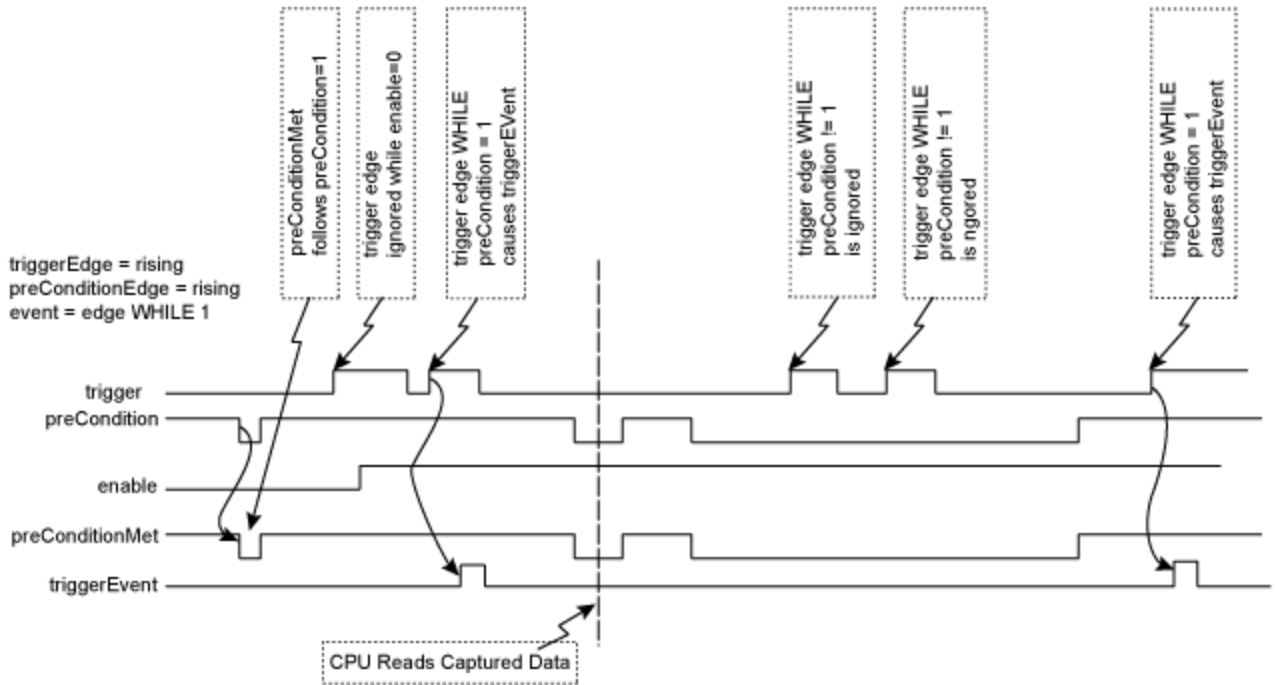 preConditionMet
follows preCondition=1
trigger edge
ignored while enable=0
trigger edge WHILE
preCondition = 1
causes triggerEVent
trigger edge WHILE
preCondition != 1
is ignored
trigger edge WHILE
preCondition != 1
is ngored
trigger edge WHILE
preCondition = 1
causes triggerEvent
triggerEdge = rising
preConditionEdge = rising
event = edge WHILE 1
trigger
preCondition
enable
preConditionMet
triggerEvent
CPU Reads Captured Data